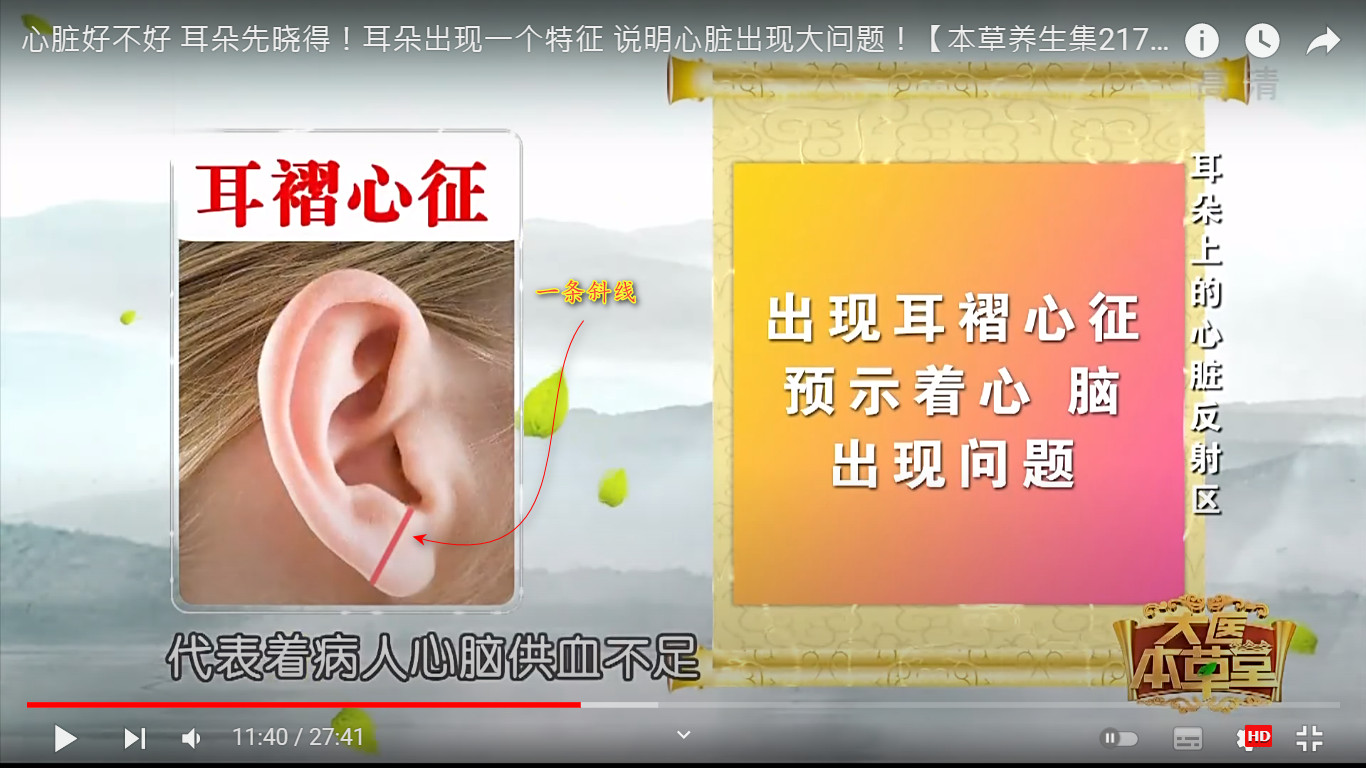 心脏好不好 耳朵先晓得！耳朵出现一个特征 说明心脏出现大问题！【本草养生集217...
高清
耳褶心征
一条斜线
出现耳褶心征
预示着心 脑
出现问题
耳朵上的心脏反射区
代表着病人心脑供血不足
大医
本草堂
11:40 / 27:41
HD